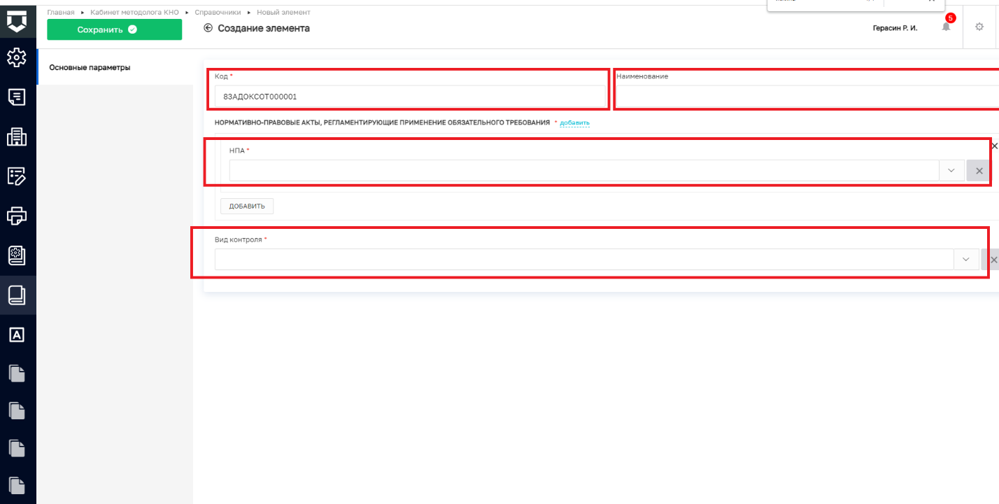 Главная ▸ Кабинет методолога КНО ▸ Справочники ▸ Новый элемент
Сохранить
Создание элемента
Герасин Р. И.
5
Основные параметры
Код *
Наименование
83АДОКСОТ000001
НОРМАТИВНО-ПРАВОВЫЕ АКТЫ, РЕГЛАМЕНТИРУЮЩИЕ ПРИМЕНЕНИЕ ОБЯЗАТЕЛЬНОГО ТРЕБОВАНИЯ * добавить
НПА *
ДОБАВИТЬ
Вид контроля *
A